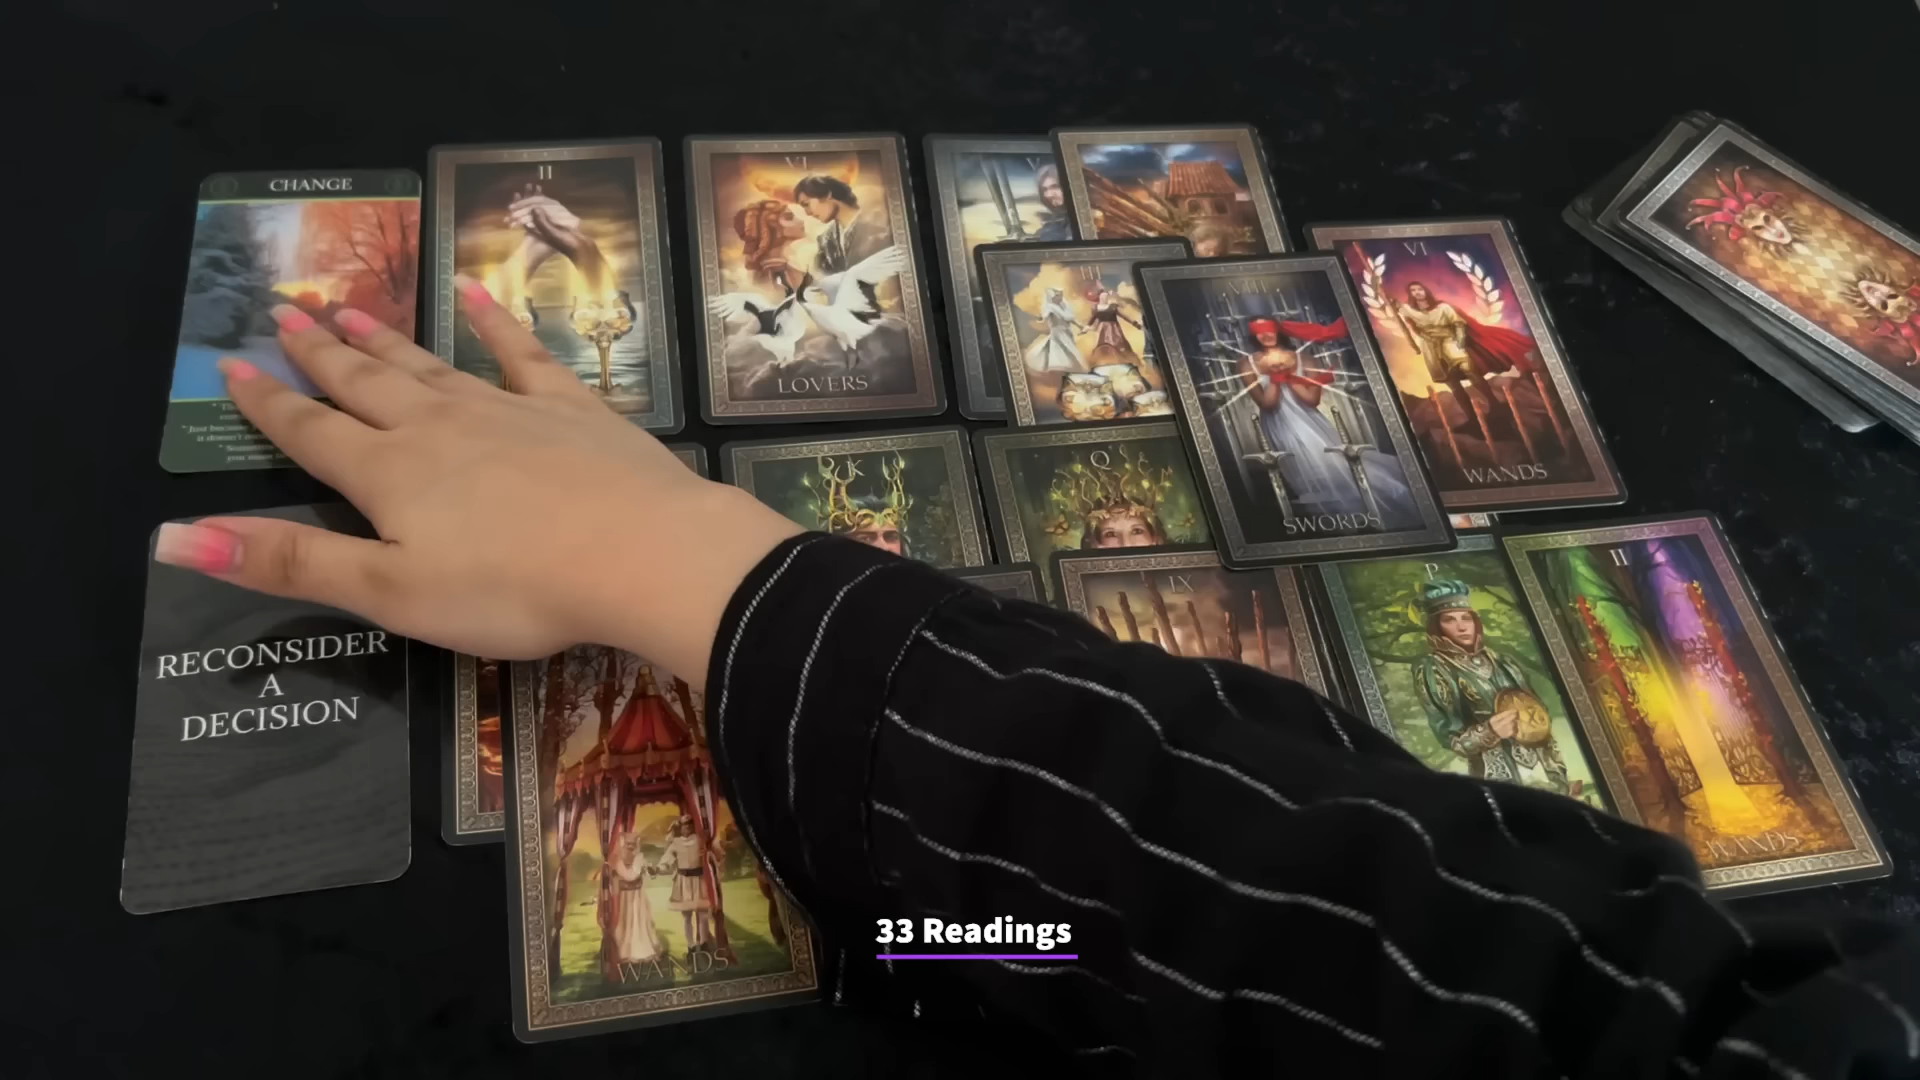 CHANGE
II
VI
LOVERS
V
III
VIII
SWORDS
VI
WANDS
K
Q
IX
P
II
WANDS
RECONSIDER
A
DECISION
WANDS
33 Readings